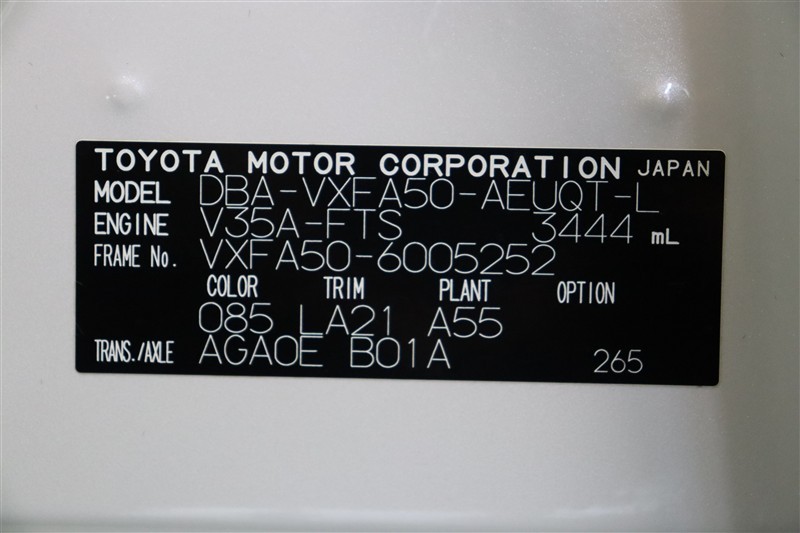 TOYOTA MOTOR CORPORATION JAPAN
MODEL DBA-VXFA50-AEUQT-L
ENGINE V35A-FTS 3444 mL
FRAME No. VXFA50-6005252
COLOR TRIM PLANT OPTION
085 LA21 A55
TRANS./AXLE AGA0E B01A 265